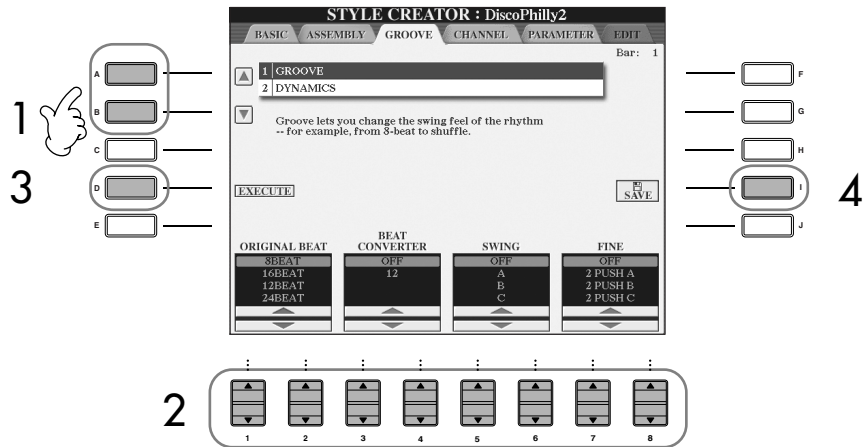 STYLE CREATOR : DiscoPhilly2
BASIC ASSEMBLY GROOVE CHANNEL PARAMETER EDIT
Bar: 1
1 GROOVE
2 DYNAMICS
Groove lets you change the swing feel of the rhythm
-- for example, from 8-beat to shuffle.
EXECUTE
SAVE
ORIGINAL BEAT
8BEAT
16BEAT
12BEAT
24BEAT
BEAT
CONVERTER
OFF
12
SWING
OFF
A
B
C
FINE
OFF
2 PUSH A
2 PUSH B
2 PUSH C
A
B
C
D
E
F
G
H
I
J
1
3
4
2
1 2 3 4 5 6 7 8